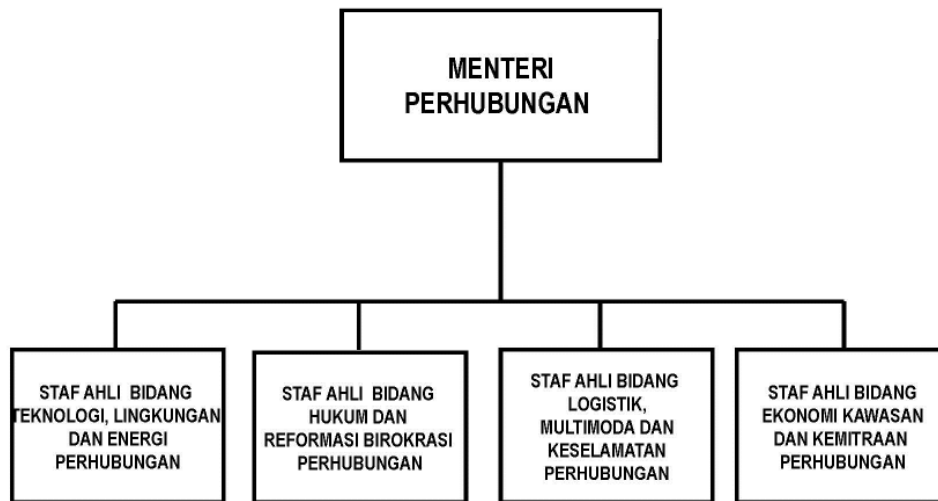 MENTERI
PERHUBUNGAN
STAF AHLI BIDANG
TEKNOLOGI, LINGKUNGAN
DAN ENERGI
PERHUBUNGAN
STAF AHLI BIDANG
HUKUM DAN
REFORMASI BIROKRASI
PERHUBUNGAN
STAF AHLI BIDANG
LOGISTIK,
MULTIMODA DAN
KESELAMATAN
PERHUBUNGAN
STAF AHLI BIDANG
EKONOMI KAWASAN
DAN KEMITRAAN
PERHUBUNGAN